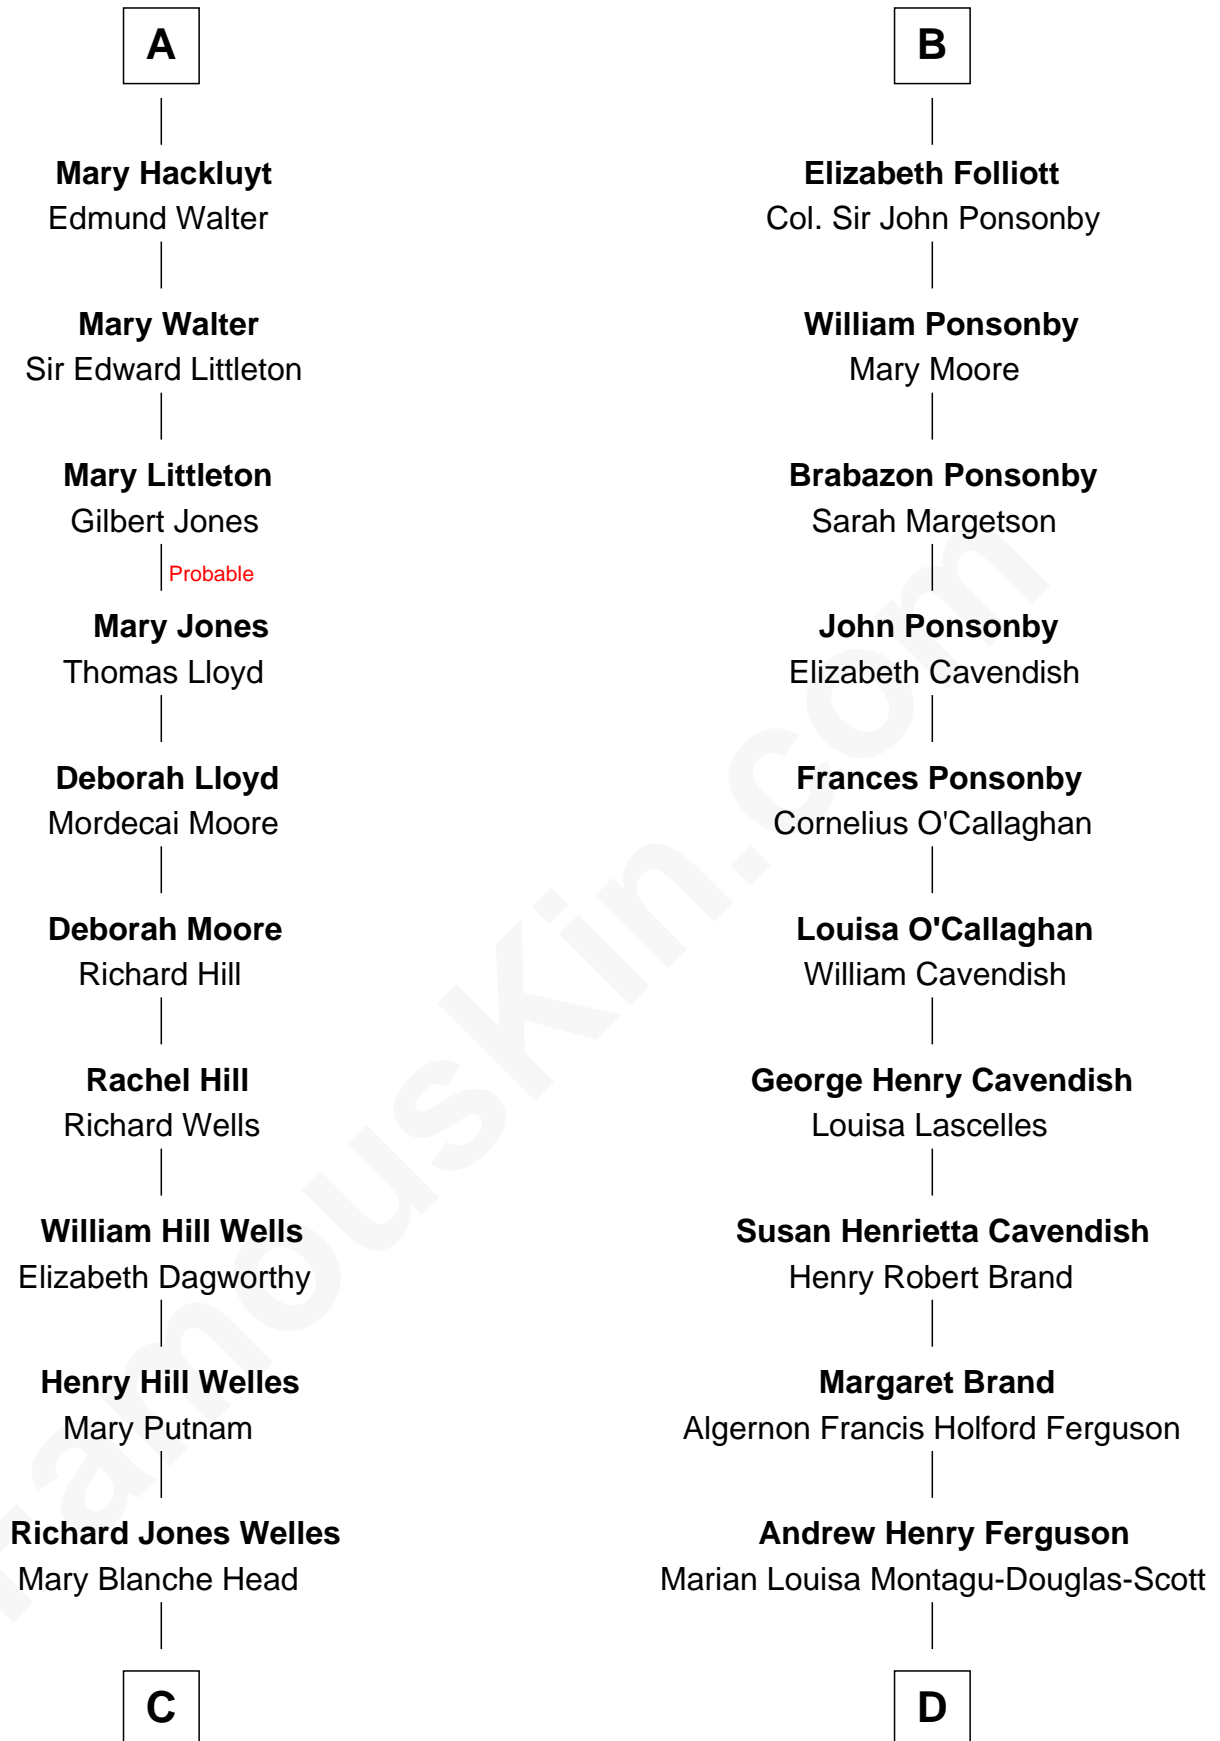 A
Mary Hackluyt
Edmund Walter
Mary Walter
Sir Edward Littleton
Mary Littleton
Gilbert Jones
Probable
Mary Jones
Thomas Lloyd
Deborah Lloyd
Mordecai Moore
Deborah Moore
Richard Hill
Rachel Hill
Richard Wells
William Hill Wells
Elizabeth Dagworthy
Henry Hill Welles
Mary Putnam
Richard Jones Welles
Mary Blanche Head
C
B
Elizabeth Folliott
Col. Sir John Ponsonby
William Ponsonby
Mary Moore
Brabazon Ponsonby
Sarah Margetson
John Ponsonby
Elizabeth Cavendish
Frances Ponsonby
Cornelius O'Callaghan
Louisa O'Callaghan
William Cavendish
George Henry Cavendish
Louisa Lascelles
Susan Henrietta Cavendish
Henry Robert Brand
Margaret Brand
Algernon Francis Holford Ferguson
Andrew Henry Ferguson
Marian Louisa Montagu-Douglas-Scott
D
FamousKin.com